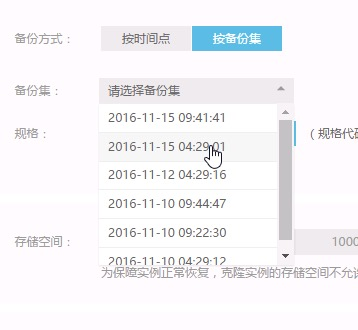 备份方式： 按时间点 按备份集
备份集： 请选择备份集
2016-11-15 09:41:41
规格： （规格代码
2016-11-15 04:29:01
2016-11-12 04:29:16
2016-11-10 09:44:47
2016-11-10 09:22:30
存储空间： 1000
2016-11-10 04:29:12
为保障实例正常恢复，克隆实例的存储空间不允许